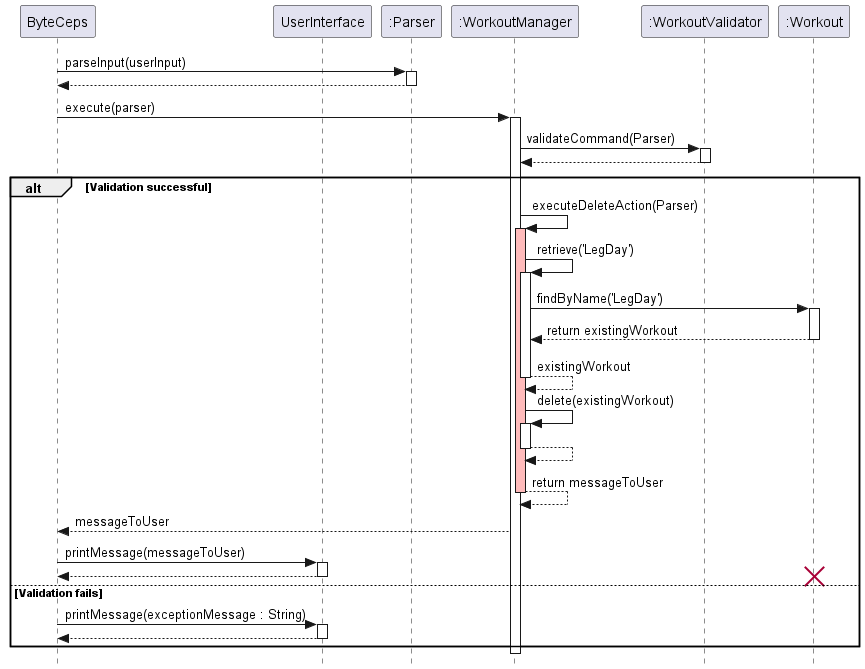 ByteCeps
UserInterface
:Parser
:WorkoutManager
:WorkoutValidator
:Workout
parseInput(userInput)
execute(parser)
validateCommand(Parser)
alt
[Validation successful]
executeDeleteAction(Parser)
retrieve('LegDay')
findByName('LegDay')
return existingWorkout
existingWorkout
delete(existingWorkout)
return messageToUser
messageToUser
printMessage(messageToUser)
[Validation fails]
printMessage(exceptionMessage : String)